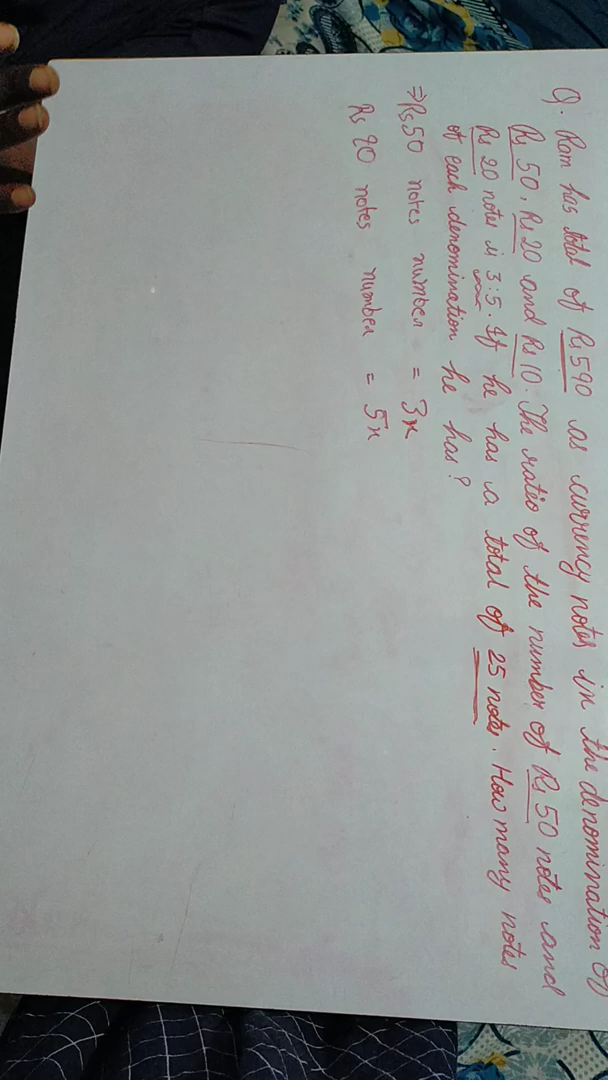 Q. Ram has total of Rs 590 as currency notes in the denomination of
Rs 50, Rs 20 and Rs 10. The ratio of the number of Rs 50 notes and
Rs 20 notes is 3:5. If he has a total of 25 notes. How many notes
of each denomination he has?
⇒ Rs 50 notes number = 3x
Rs 20 notes number = 5x